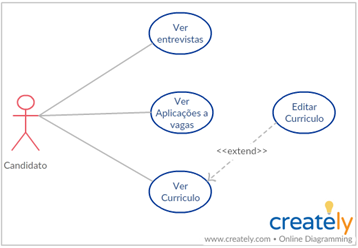 Ver
entrevistas
Ver
Aplicações a
vagas
Editar
Curriculo
<<extend>>
Candidato
Ver
Curriculo
creately
www.creately.com • Online Diagramming